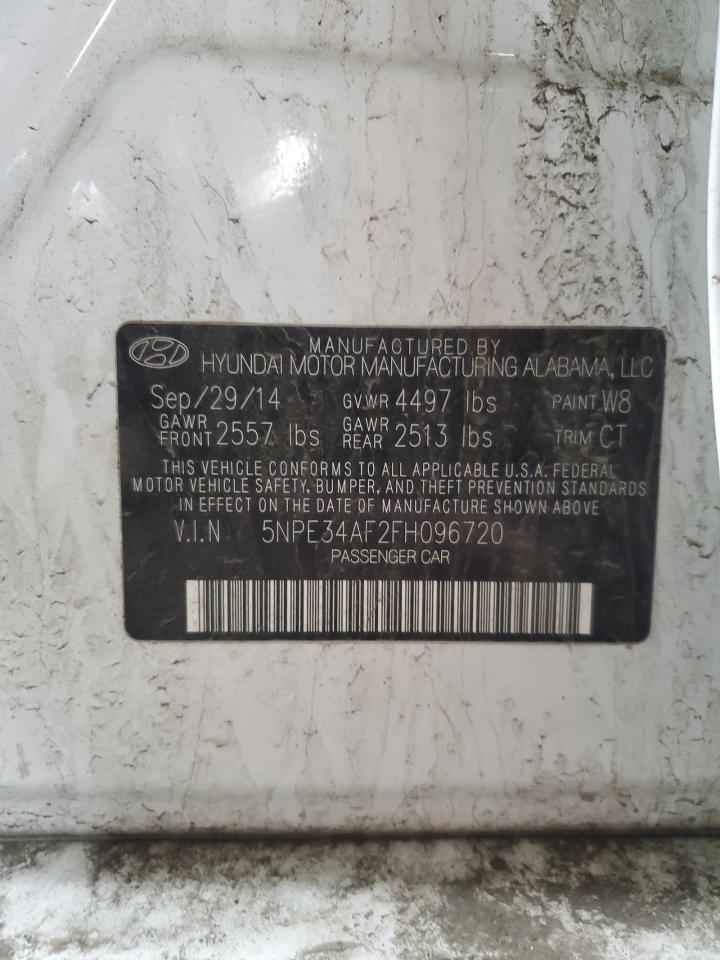 MANUFACTURED BY
HYUNDAI MOTOR MANUFACTURING ALABAMA, LLC
Sep/29/14 GVWR 4497 lbs PAINT W8
GAWR FRONT 2557 lbs GAWR REAR 2513 lbs TRIM CT
THIS VEHICLE CONFORMS TO ALL APPLICABLE U.S.A. FEDERAL
MOTOR VEHICLE SAFETY, BUMPER, AND THEFT PREVENTION STANDARDS
IN EFFECT ON THE DATE OF MANUFACTURE SHOWN ABOVE
V.I.N 5NPE34AF2FH096720
PASSENGER CAR